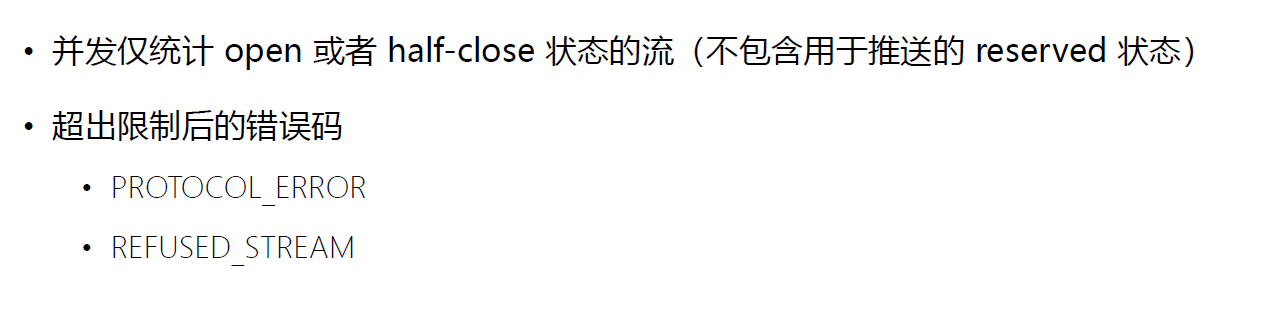 • 并发仅统计 open 或者 half-close 状态的流（不包含用于推送的 reserved 状态）
• 超出限制后的错误码
• PROTOCOL_ERROR
• REFUSED_STREAM